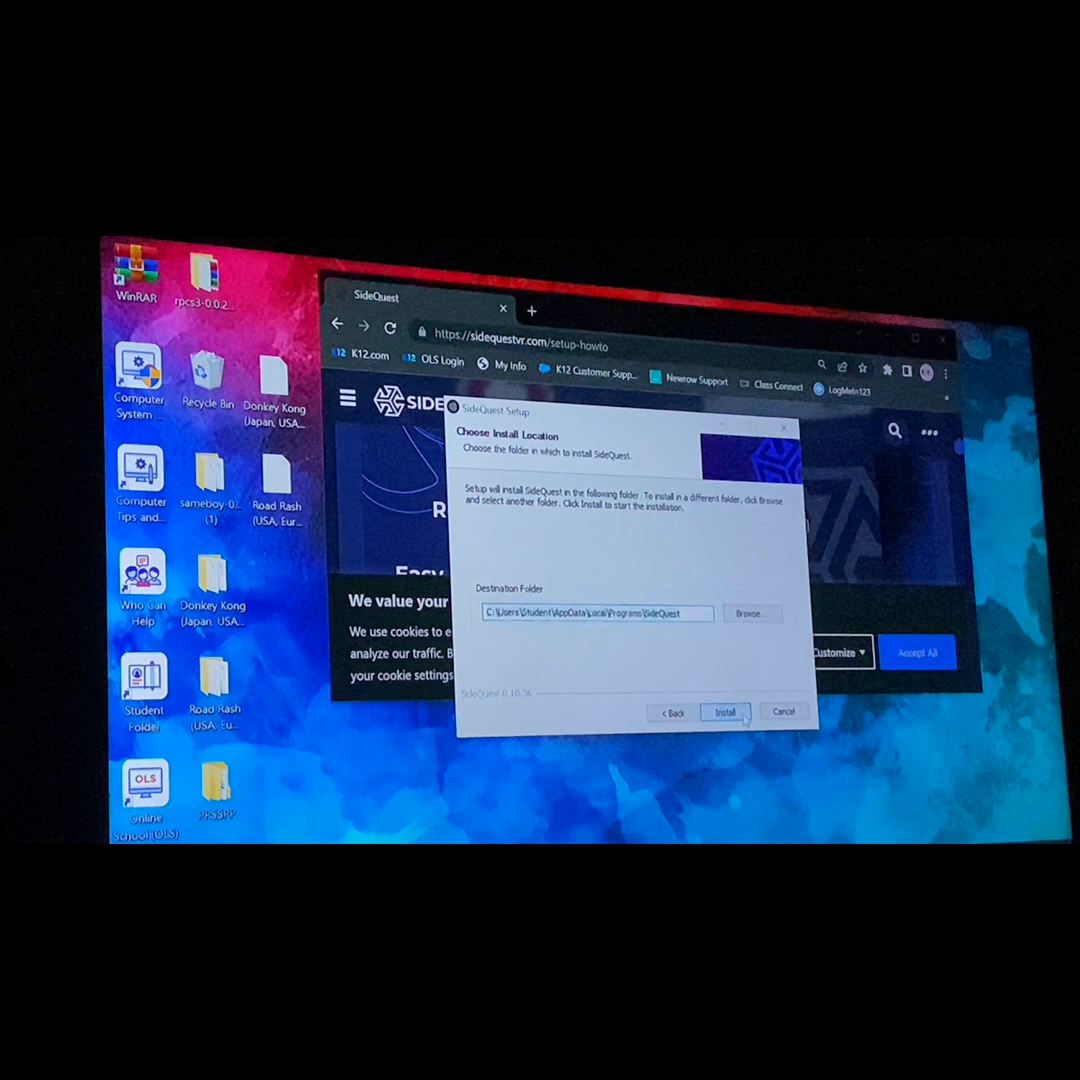 WinRAR
rpcs3-0.0.2...
Computer
System ...
Recycle Bin
Donkey Kong
(Japan, USA...
Computer
Tips and...
sameboy-0...
(1)
Road Rash
(USA, Eur...
Who Can
Help
Donkey Kong
(Japan, USA...
Student
Folder
Road Rash
(USA, Eu...
OLS
Online
School (OLS)
PPSSPP
SideQuest
https://sidequestvr.com/setup-howto
K12 K12.com
K12 OLS Login
My Info
K12 Customer Supp...
Newrow Support
Class Connect
LogMeIn123
SIDE
R
Easy
We value your
We use cookies to e
analyze our traffic. B
your cookie settings
Customize
Accept All
SideQuest Setup
Choose Install Location
Choose the folder in which to install SideQuest.
Setup will install SideQuest in the following folder. To install in a different folder, click Browse
and select another folder. Click Install to start the installation.
Destination Folder
C:\Users\Student\AppData\Local\Programs\SideQuest
Browse...
SideQuest 0.10.36
< Back
Install
Cancel